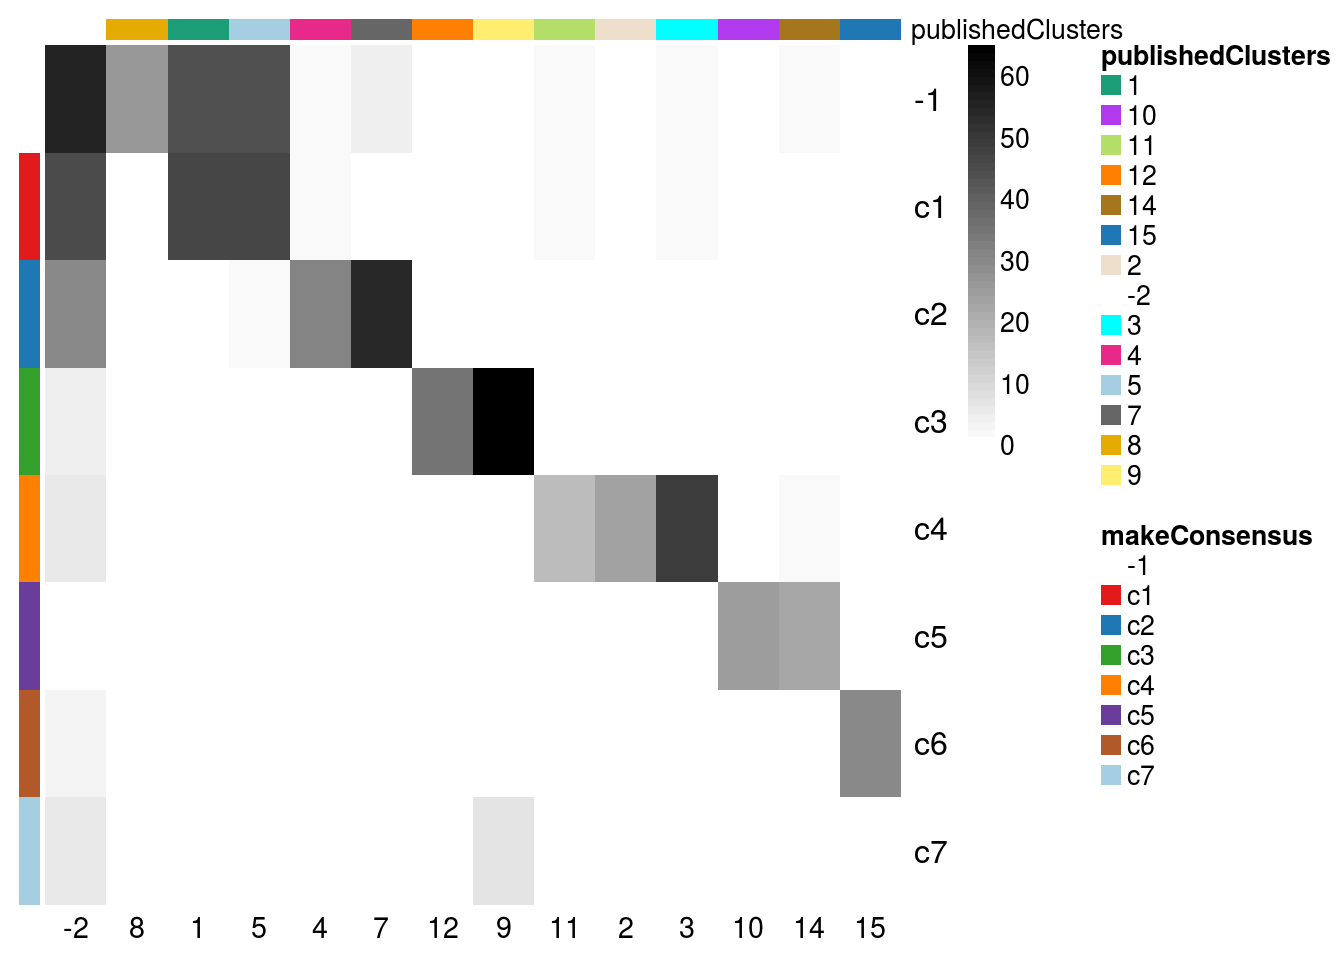 publishedClusters
-1
c1
c2
c3
c4
c5
c6
c7
-2 8 1 5 4 7 12 9 11 2 3 10 14 15
60
50
40
30
20
10
0
publishedClusters
1
10
11
12
14
15
2
-2
3
4
5
7
8
9
makeConsensus
-1
c1
c2
c3
c4
c5
c6
c7